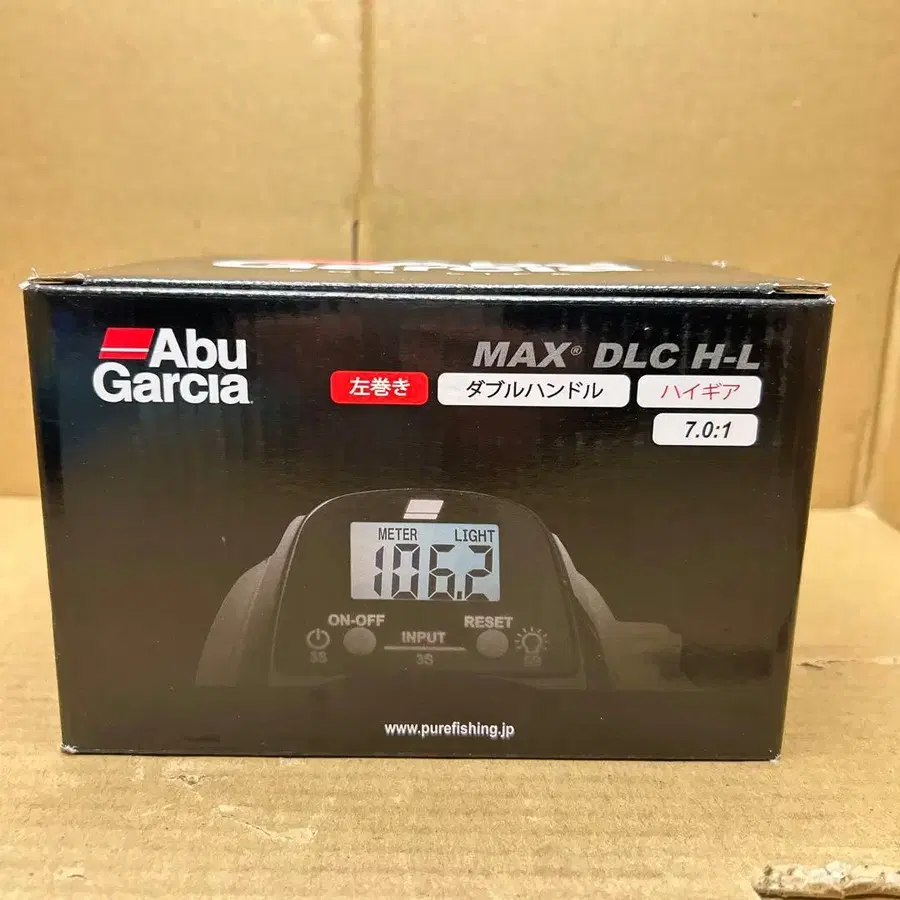 Abu
Garcia
MAX® DLC H-L
左巻き ダブルハンドル ハイギア
7.0:1
METER LIGHT
106.2
ON-OFF RESET
INPUT
3S 3S
www.purefishing.jp